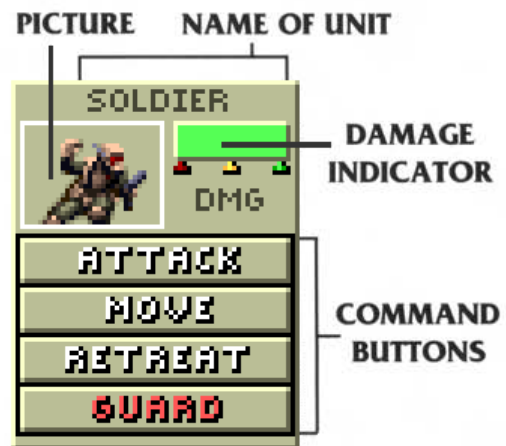 PICTURE
NAME OF UNIT
SOLDIER
DMG
DAMAGE
INDICATOR
ATTACK
MOVE
RETREAT
GUARD
COMMAND
BUTTONS